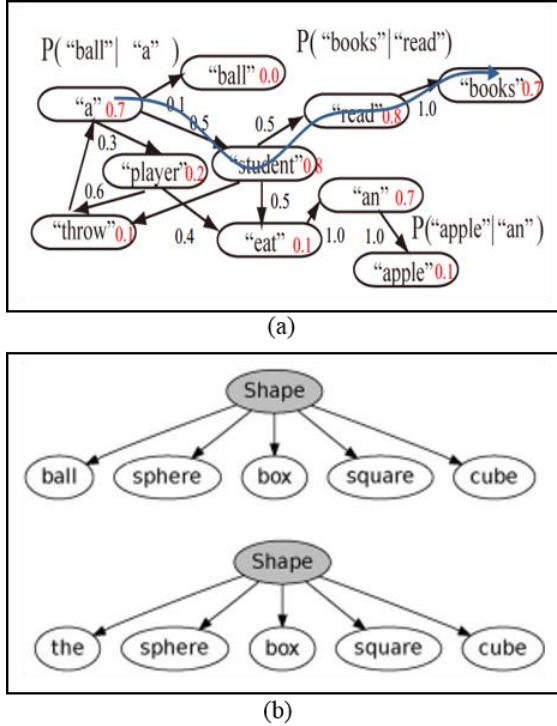 P( “ball”| “a” )
P( “books”|“read”)
“ball” 0.0
“books” 0.7
“a” 0.7
0.1
0.5
0.5
“read” 0.8
1.0
0.3
“player” 0.2
“student” 0.8
0.6
0.5
“an” 0.7
“throw” 0.1
0.4
“eat” 0.1
1.0
1.0
P(“apple”|“an”)
“apple” 0.1
(a)
Shape
ball sphere box square cube
Shape
the sphere box square cube
(b)